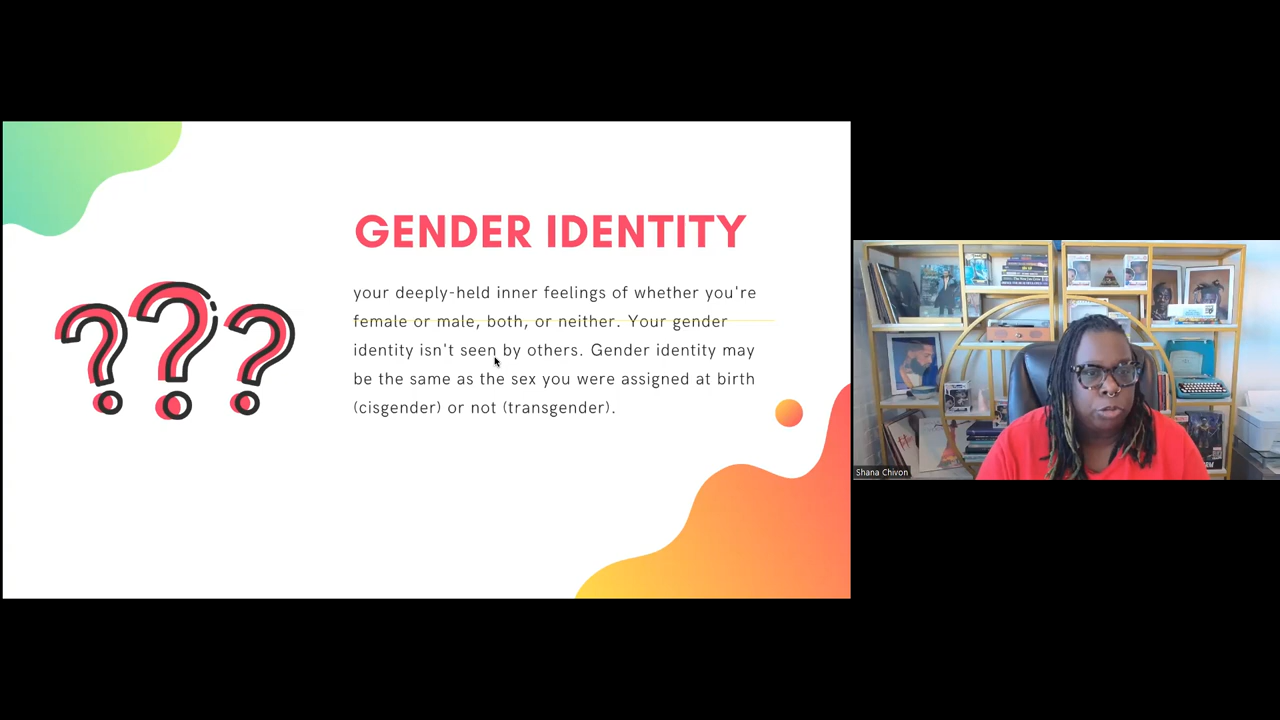 GENDER IDENTITY
your deeply-held inner feelings of whether you're
female or male, both, or neither. Your gender
identity isn't seen by others. Gender identity may
be the same as the sex you were assigned at birth
(cisgender) or not (transgender).
???
Shana Chivon